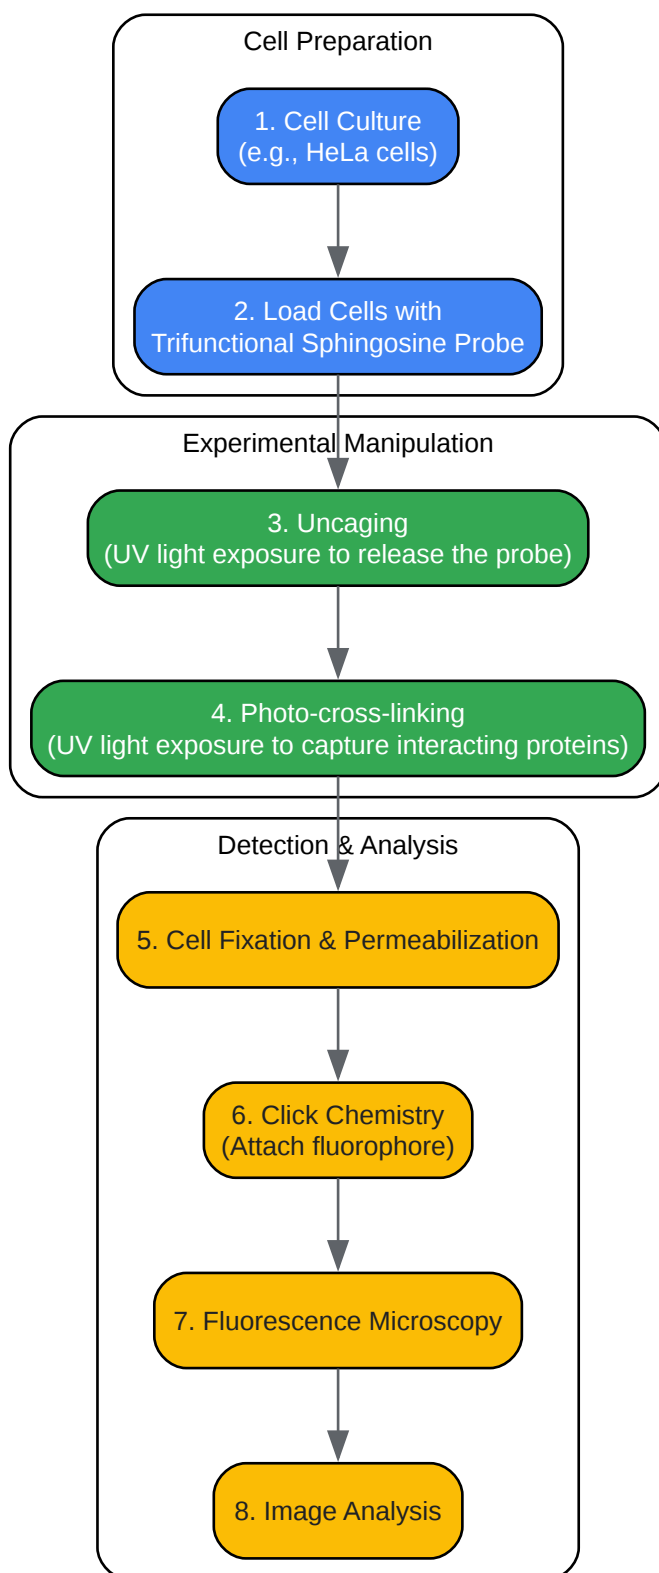 Cell Preparation
1. Cell Culture
(e.g., HeLa cells)
2. Load Cells with
Trifunctional Sphingosine Probe
Experimental Manipulation
3. Uncaging
(UV light exposure to release the probe)
4. Photo-cross-linking
(UV light exposure to capture interacting proteins)
Detection & Analysis
5. Cell Fixation & Permeabilization
6. Click Chemistry
(Attach fluorophore)
7. Fluorescence Microscopy
8. Image Analysis